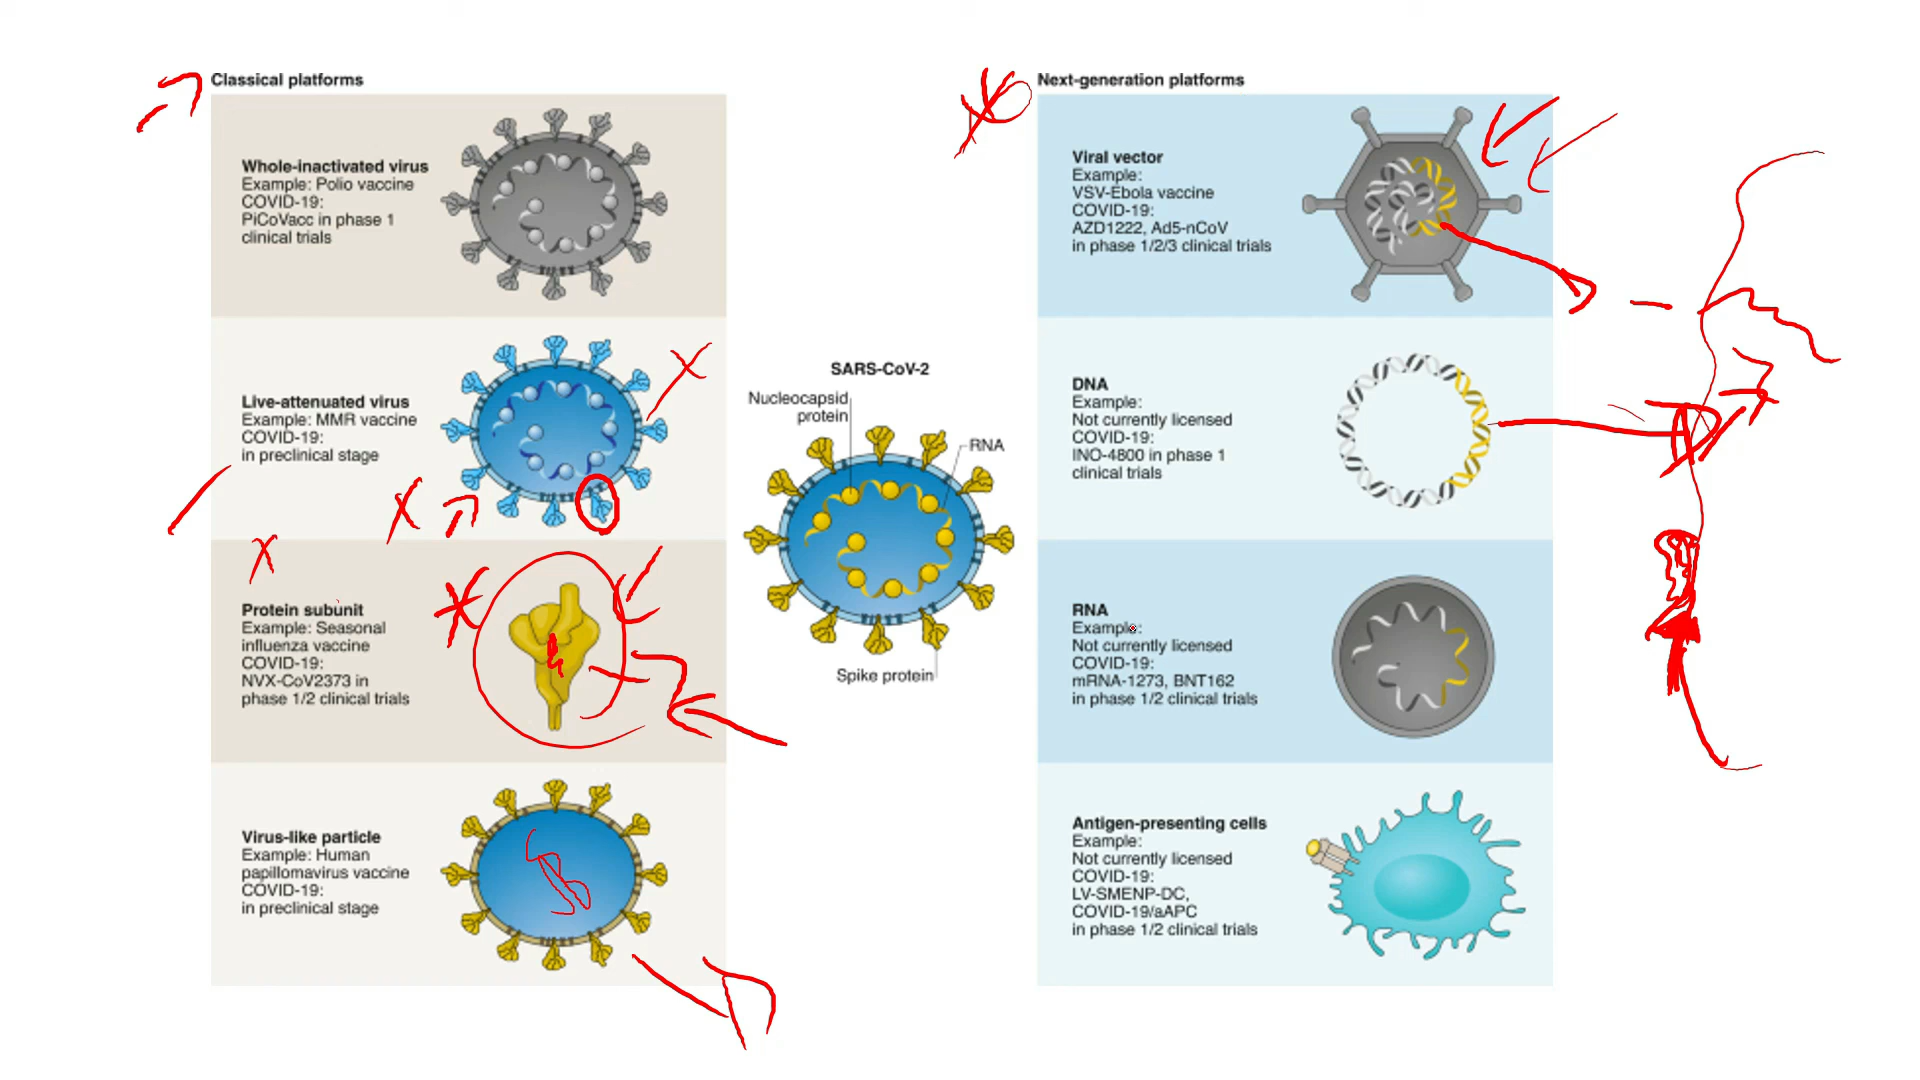 Classical platforms
Whole-inactivated virus
Example: Polio vaccine
COVID-19:
PiCoVacc in phase 1
clinical trials
Live-attenuated virus
Example: MMR vaccine
COVID-19:
in preclinical stage
Protein subunit
Example: Seasonal
influenza vaccine
COVID-19:
NVX-CoV2373 in
phase 1/2 clinical trials
Virus-like particle
Example: Human
papillomavirus vaccine
COVID-19:
in preclinical stage
SARS-CoV-2
Nucleocapsid
protein
RNA
Spike protein
Next-generation platforms
Viral vector
Example:
VSV-Ebola vaccine
COVID-19:
AZD1222, Ad5-nCoV
in phase 1/2/3 clinical trials
DNA
Example:
Not currently licensed
COVID-19:
INO-4800 in phase 1
clinical trials
RNA
Example:
Not currently licensed
COVID-19:
mRNA-1273, BNT162
in phase 1/2 clinical trials
Antigen-presenting cells
Example:
Not currently licensed
COVID-19:
LV-SMENP-DC,
COVID-19/aAPC
in phase 1/2 clinical trials